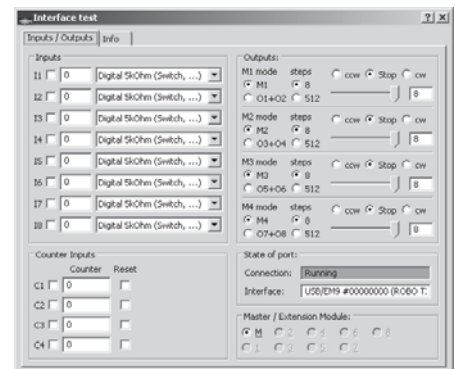 Interface test
Inputs / Outputs
Info
Inputs
I1 0 Digital 5kOhm (Switch, ...)
I2 0 Digital 5kOhm (Switch, ...)
I3 0 Digital 5kOhm (Switch, ...)
I4 0 Digital 5kOhm (Switch, ...)
I5 0 Digital 5kOhm (Switch, ...)
I6 0 Digital 5kOhm (Switch, ...)
I7 0 Digital 5kOhm (Switch, ...)
I8 0 Digital 5kOhm (Switch, ...)
Counter Inputs
Counter Reset
C1 0
C2 0
C3 0
C4 0
Outputs:
M1 mode steps ccw Stop cw
M1 8
O1+O2 512 8
M2 mode steps ccw Stop cw
M2 8
O3+O4 512 8
M3 mode steps ccw Stop cw
M3 8
O5+O6 512 8
M4 mode steps ccw Stop cw
M4 8
O7+O8 512 8
State of port:
Connection: Running
Interface: USB/EM9 #00000000 (ROBO T:
Master / Extension Module:
M 2 4 6 8
1 3 5 7